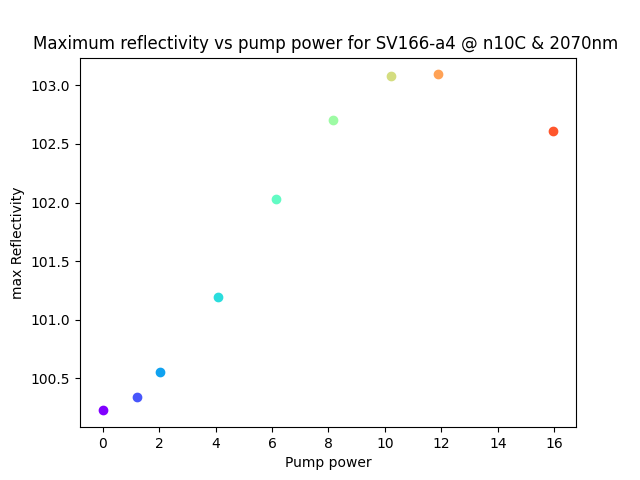 Maximum reflectivity vs pump power for SV166-a4 @ n10C & 2070nm
103.0
102.5
102.0
101.5
101.0
100.5
max Reflectivity
0 2 4 6 8 10 12 14 16
Pump power